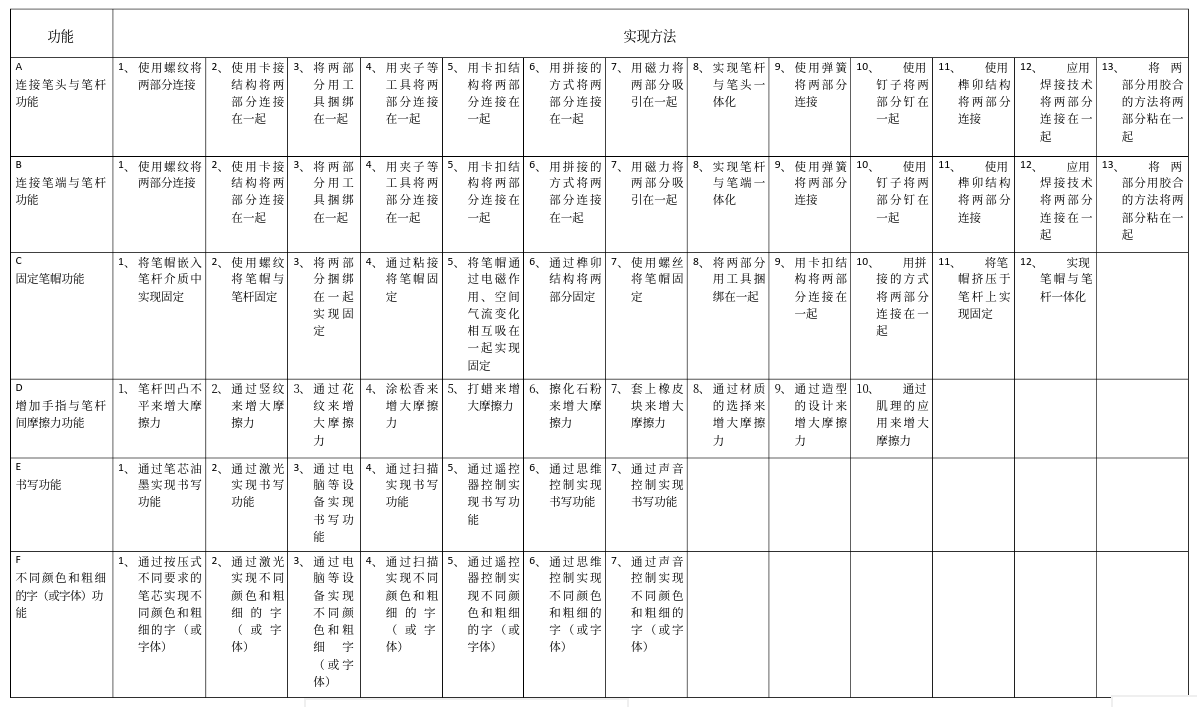 功能
实现方法
A
连接笔头与笔杆
功能
1、使用螺纹将
两部分连接
2、使用卡接
结构将两
部分连接
在一起
3、将两部
分用工
具捆绑
在一起
4、用夹子等
工具将两
部分连接
在一起
5、用卡扣结
构将两部
分连接在
一起
6、用拼接的
方式将两
部分连接
在一起
7、用磁力将
两部分吸
引在一起
8、实现笔杆
与笔头一
体化
9、使用弹簧
将两部分
连接
10、使用
钉子将两
部分钉在
一起
11、使用
榫卯结构
将两部分
连接
12、应用
焊接技术
将两部分
连接在一
起
13、将两
部分用胶合
的方法将两
部分粘在一
起
B
连接笔端与笔杆
功能
1、使用螺纹将
两部分连接
2、使用卡接
结构将两
部分连接
在一起
3、将两部
分用工
具捆绑
在一起
4、用夹子等
工具将两
部分连接
在一起
5、用卡扣结
构将两部
分连接在
一起
6、用拼接的
方式将两
部分连接
在一起
7、用磁力将
两部分吸
引在一起
8、实现笔杆
与笔端一
体化
9、使用弹簧
将两部分
连接
10、使用
钉子将两
部分钉在
一起
11、使用
榫卯结构
将两部分
连接
12、应用
焊接技术
将两部分
连接在一
起
13、将两
部分用胶合
的方法将两
部分粘在一
起
C
固定笔帽功能
1、将笔帽嵌入
笔杆介质中
实现固定
2、使用螺纹
将笔帽与
笔杆固定
3、将两部
分捆绑
在一起
实现固
定
4、通过粘接
将笔帽固
定
5、将笔帽通
过电磁作
用、空间
气流变化
相互吸在
一起实现
固定
6、通过榫卯
结构将两
部分固定
7、使用螺丝
将笔帽固
定
8、将两部分
用工具捆
绑在一起
9、用卡扣结
构将两部
分连接在
一起
10、用拼
接的方式
将两部分
连接在一
起
11、将笔
帽挤压于
笔杆上实
现固定
12、实现
笔帽与笔
杆一体化
D
增加手指与笔杆
间摩擦力功能
1、笔杆凹凸不
平来增大摩
擦力
2、通过竖纹
来增大摩
擦力
3、通过花
纹来增
大摩擦
力
4、涂松香来
增大摩擦
力
5、打蜡来增
大摩擦力
6、擦化石粉
来增大摩
擦力
7、套上橡皮
块来增大
摩擦力
8、通过材质
的选择来
增大摩擦
力
9、通过造型
的设计来
增大摩擦
力
10、通过
肌理的应
用来增大
摩擦力
E
书写功能
1、通过笔芯油
墨实现书写
功能
2、通过激光
实现书写
功能
3、通过电
脑等设
备实现
书写功
能
4、通过扫描
实现书写
功能
5、通过遥控
器控制实
现书写功
能
6、通过思维
控制实现
书写功能
7、通过声音
控制实现
书写功能
F
不同颜色和粗细
的字（或字体）功
能
1、通过按压式
不同要求的
笔芯实现不
同颜色和粗
细的字（或
字体）
2、通过激光
实现不同
颜色和粗
细的字
（或字
体）
3、通过电
脑等设
备实现
不同颜
色和粗
细字
（或字
体）
4、通过扫描
实现不同
颜色和粗
细的字
（或字
体）
5、通过遥控
器控制实
现不同颜
色和粗细
的字（或
字体）
6、通过思维
控制实现
不同颜色
和粗细的
字（或字
体）
7、通过声音
控制实现
不同颜色
和粗细的
字（或字
体）